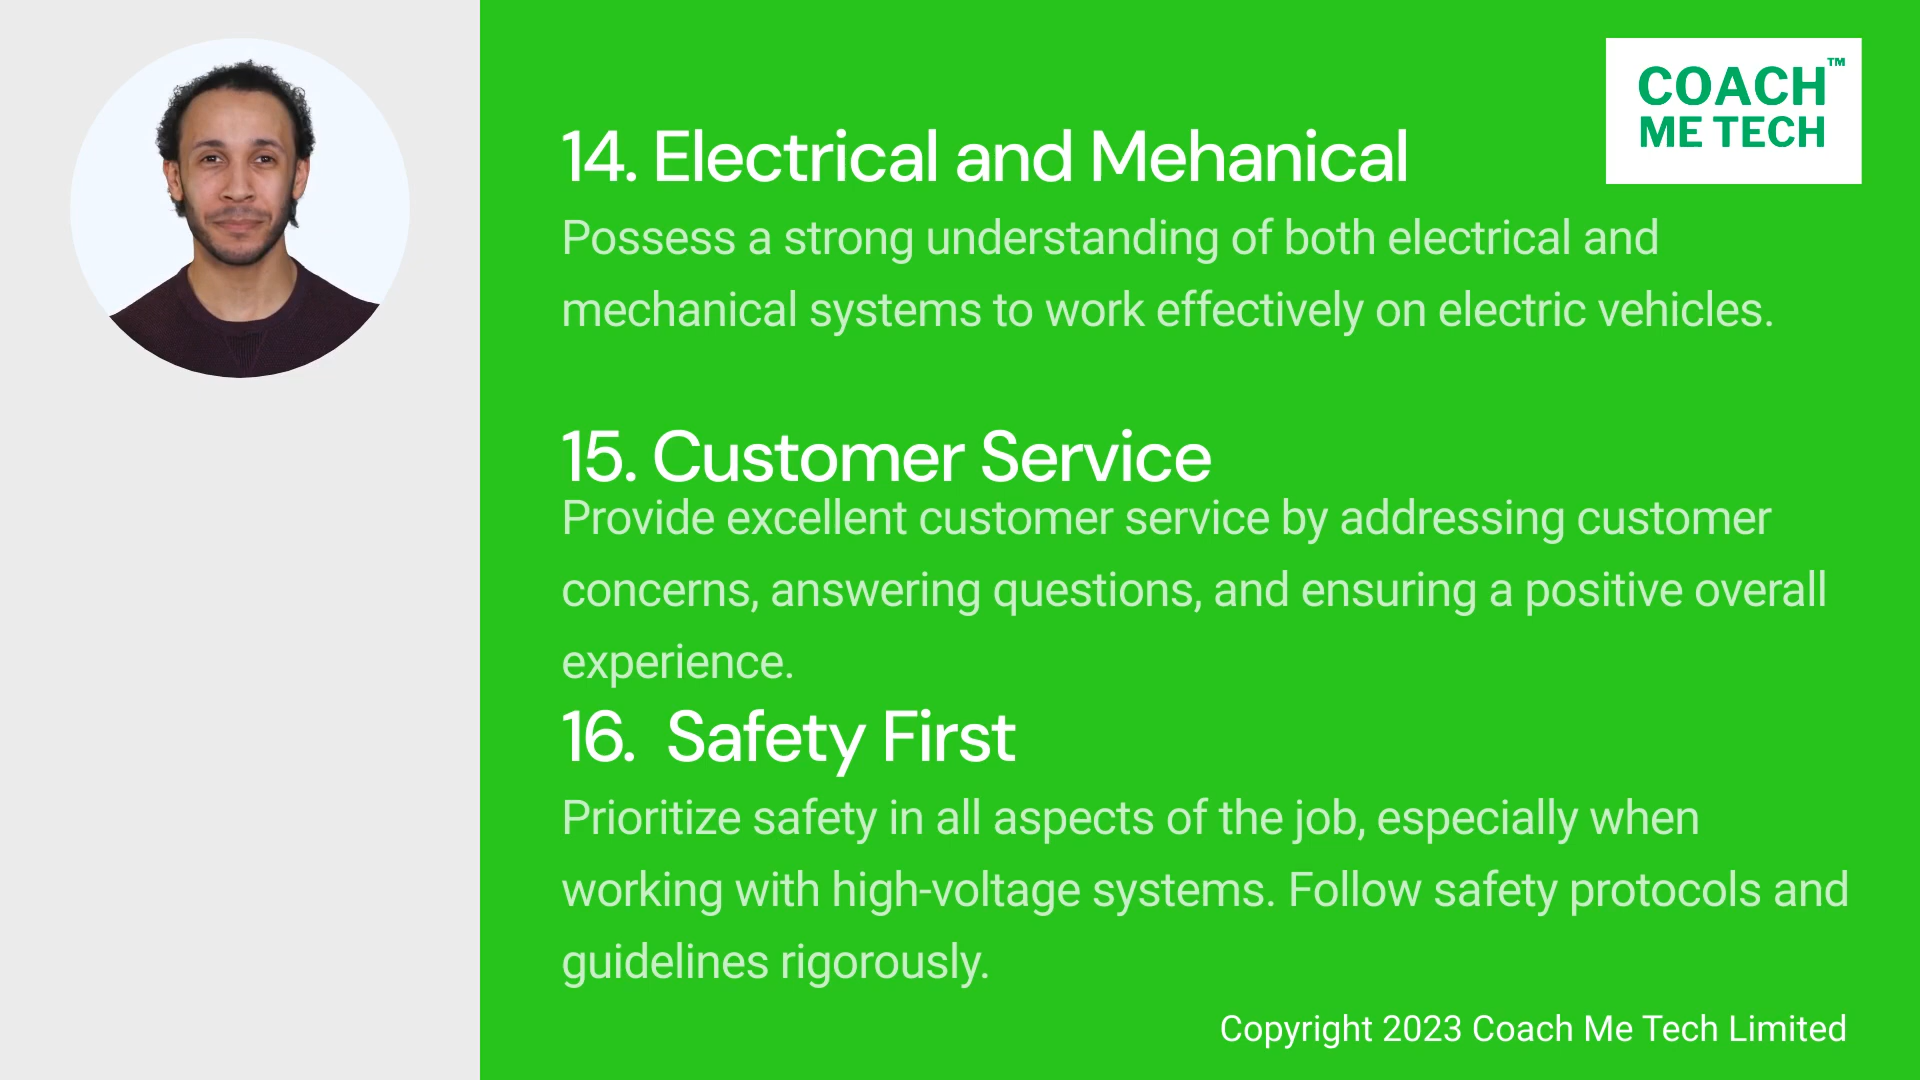 COACH™
ME TECH
14. Electrical and Mehanical
Possess a strong understanding of both electrical and
mechanical systems to work effectively on electric vehicles.
15. Customer Service
Provide excellent customer service by addressing customer
concerns, answering questions, and ensuring a positive overall
experience.
16. Safety First
Prioritize safety in all aspects of the job, especially when
working with high-voltage systems. Follow safety protocols and
guidelines rigorously.
Copyright 2023 Coach Me Tech Limited